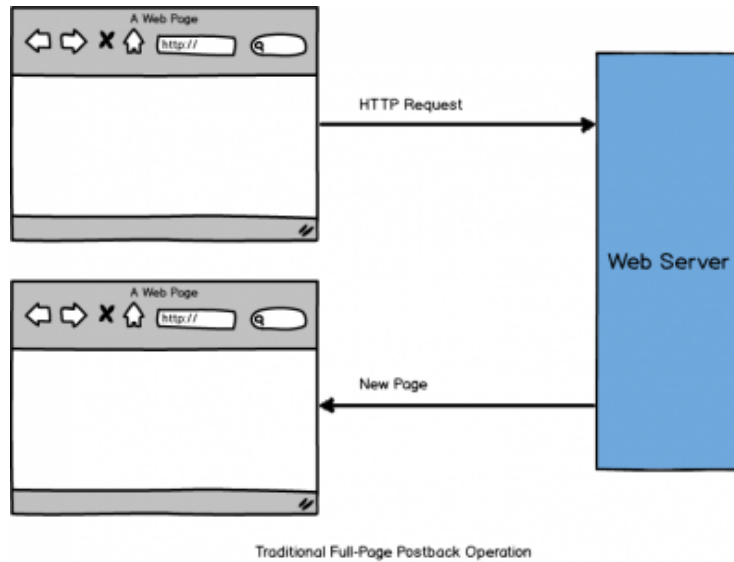 A Web Page
http://
HTTP Request
Web Server
A Web Page
http://
New Page
Traditional Full-Page Postback Operation